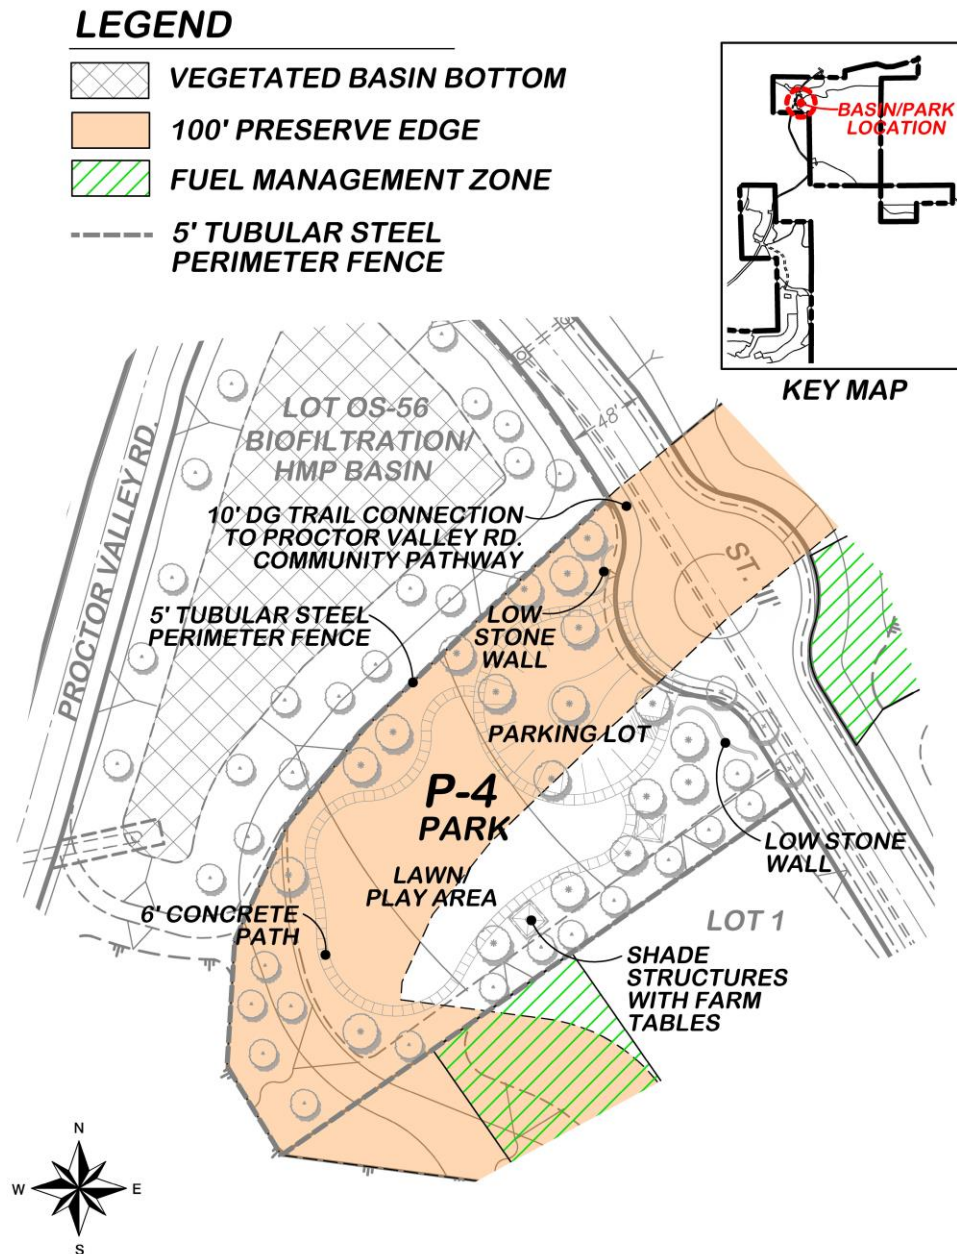 LEGEND
VEGETATED BASIN BOTTOM
100' PRESERVE EDGE
FUEL MANAGEMENT ZONE
5' TUBULAR STEEL
PERIMETER FENCE
BASIN/PARK
LOCATION
KEY MAP
LOT OS-56
BIOFILTRATION/
HMP BASIN
48'
PROCTOR VALLEY RD.
10' DG TRAIL CONNECTION
TO PROCTOR VALLEY RD.
COMMUNITY PATHWAY
ST.
5' TUBULAR STEEL
PERIMETER FENCE
LOW
STONE
WALL
PARKING LOT
P-4
PARK
LOW STONE
WALL
LAWN/
PLAY AREA
6' CONCRETE
PATH
LOT 1
SHADE
STRUCTURES
WITH FARM
TABLES
N
W
E
S